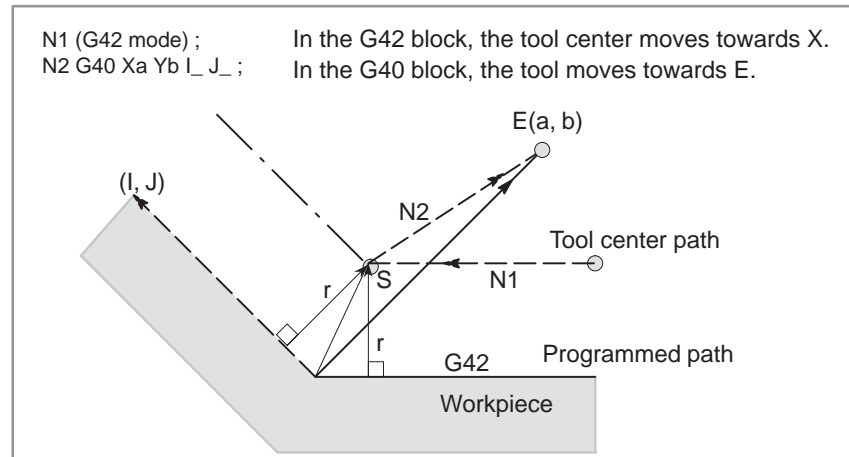 N1 (G42 mode) ; In the G42 block, the tool center moves towards X.
N2 G40 Xa Yb I_ J_ ; In the G40 block, the tool moves towards E.
E(a, b)
(I, J)
N2
Tool center path
S
N1
r
r
G42
Programmed path
Workpiece